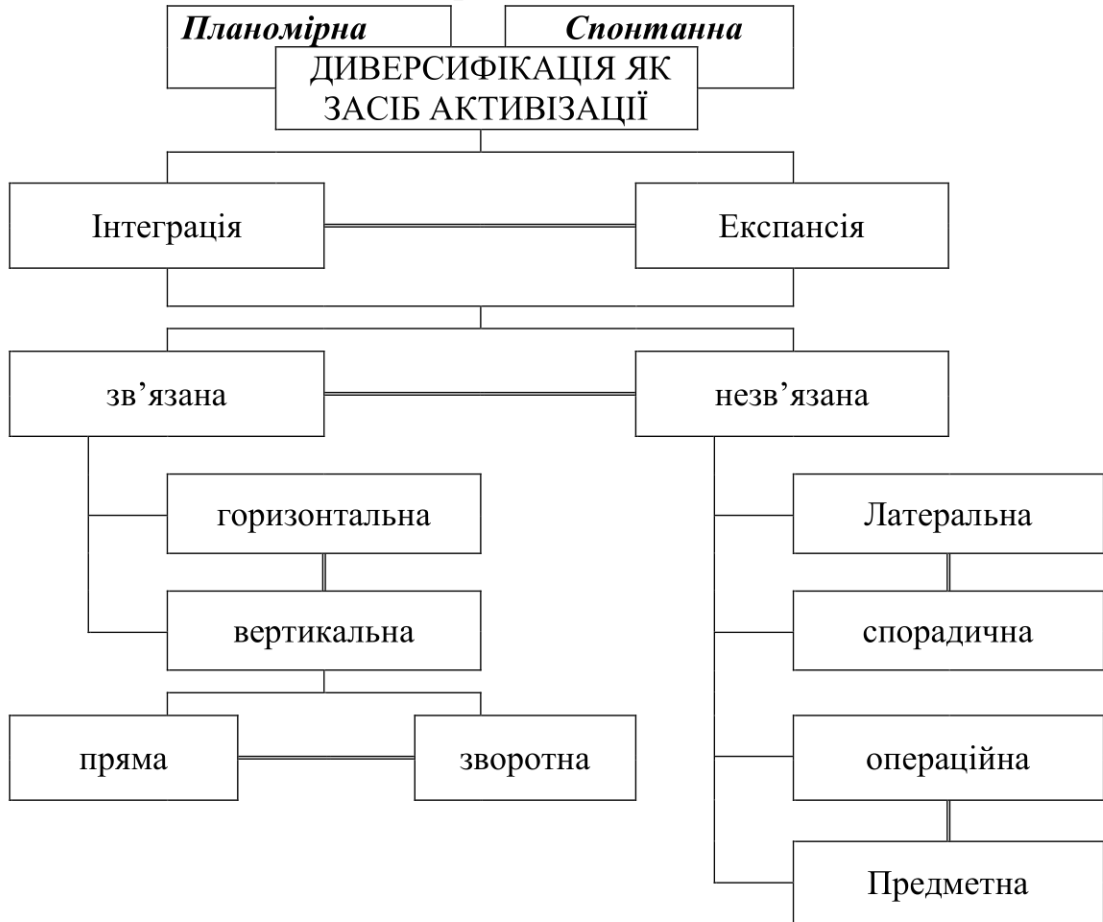 Планомірна
Спонтанна
ДИВЕРСИФІКАЦІЯ ЯК
ЗАСІБ АКТИВІЗАЦІЇ
Інтеграція
Експансія
зв’язана
незв’язана
горизонтальна
Латеральна
вертикальна
спорадична
пряма
зворотна
операційна
Предметна